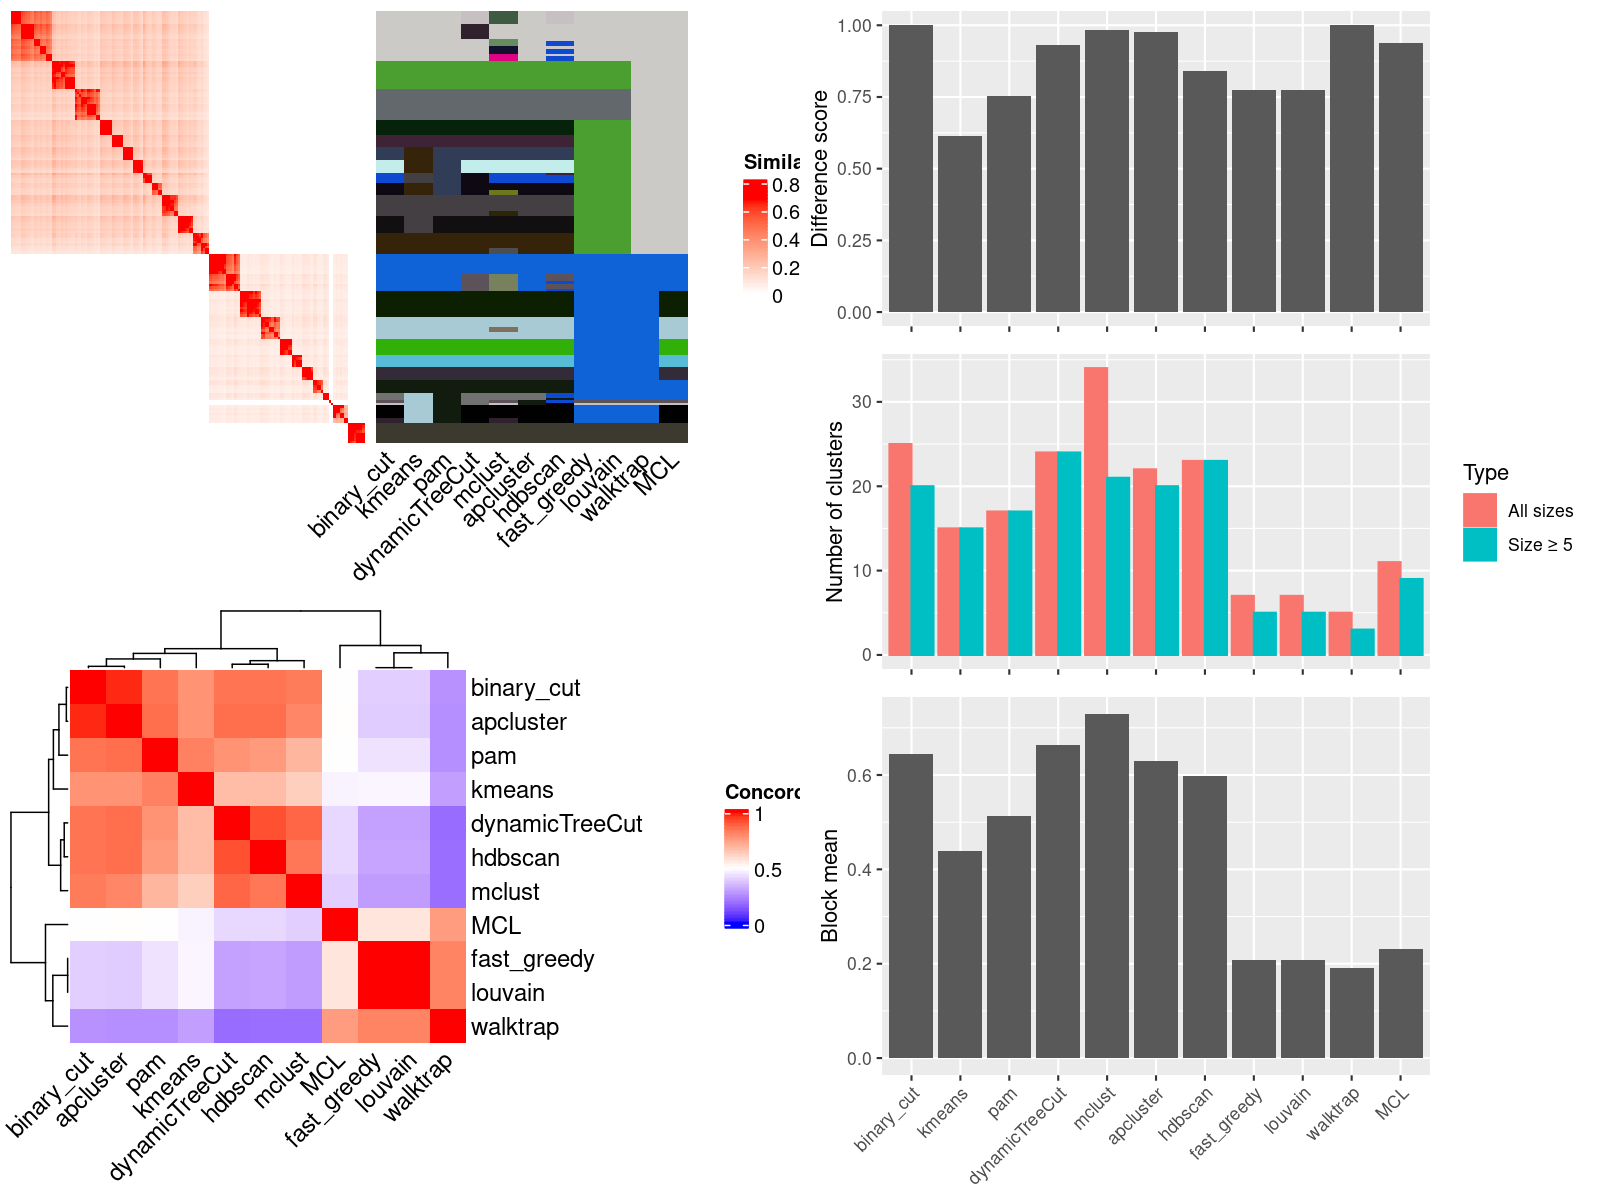 Simila
0.8
0.6
0.4
0.2
0
binary_cut
kmeans
pam
dynamicTreeCut
mclust
apcluster
hdbscan
fast_greedy
louvain
walktrap
MCL
Difference score
1.00
0.75
0.50
0.25
0.00
Number of clusters
30
20
10
0
Type
All sizes
Size ≥ 5
binary_cut
apcluster
pam
kmeans
dynamicTreeCut
hdbscan
mclust
MCL
fast_greedy
louvain
walktrap
binary_cut
apcluster
pam
kmeans
dynamicTreeCut
hdbscan
mclust
MCL
fast_greedy
louvain
walktrap
Concord
1
0.5
0
Block mean
0.6
0.4
0.2
0.0
binary_cut
kmeans
pam
dynamicTreeCut
mclust
apcluster
hdbscan
fast_greedy
louvain
walktrap
MCL